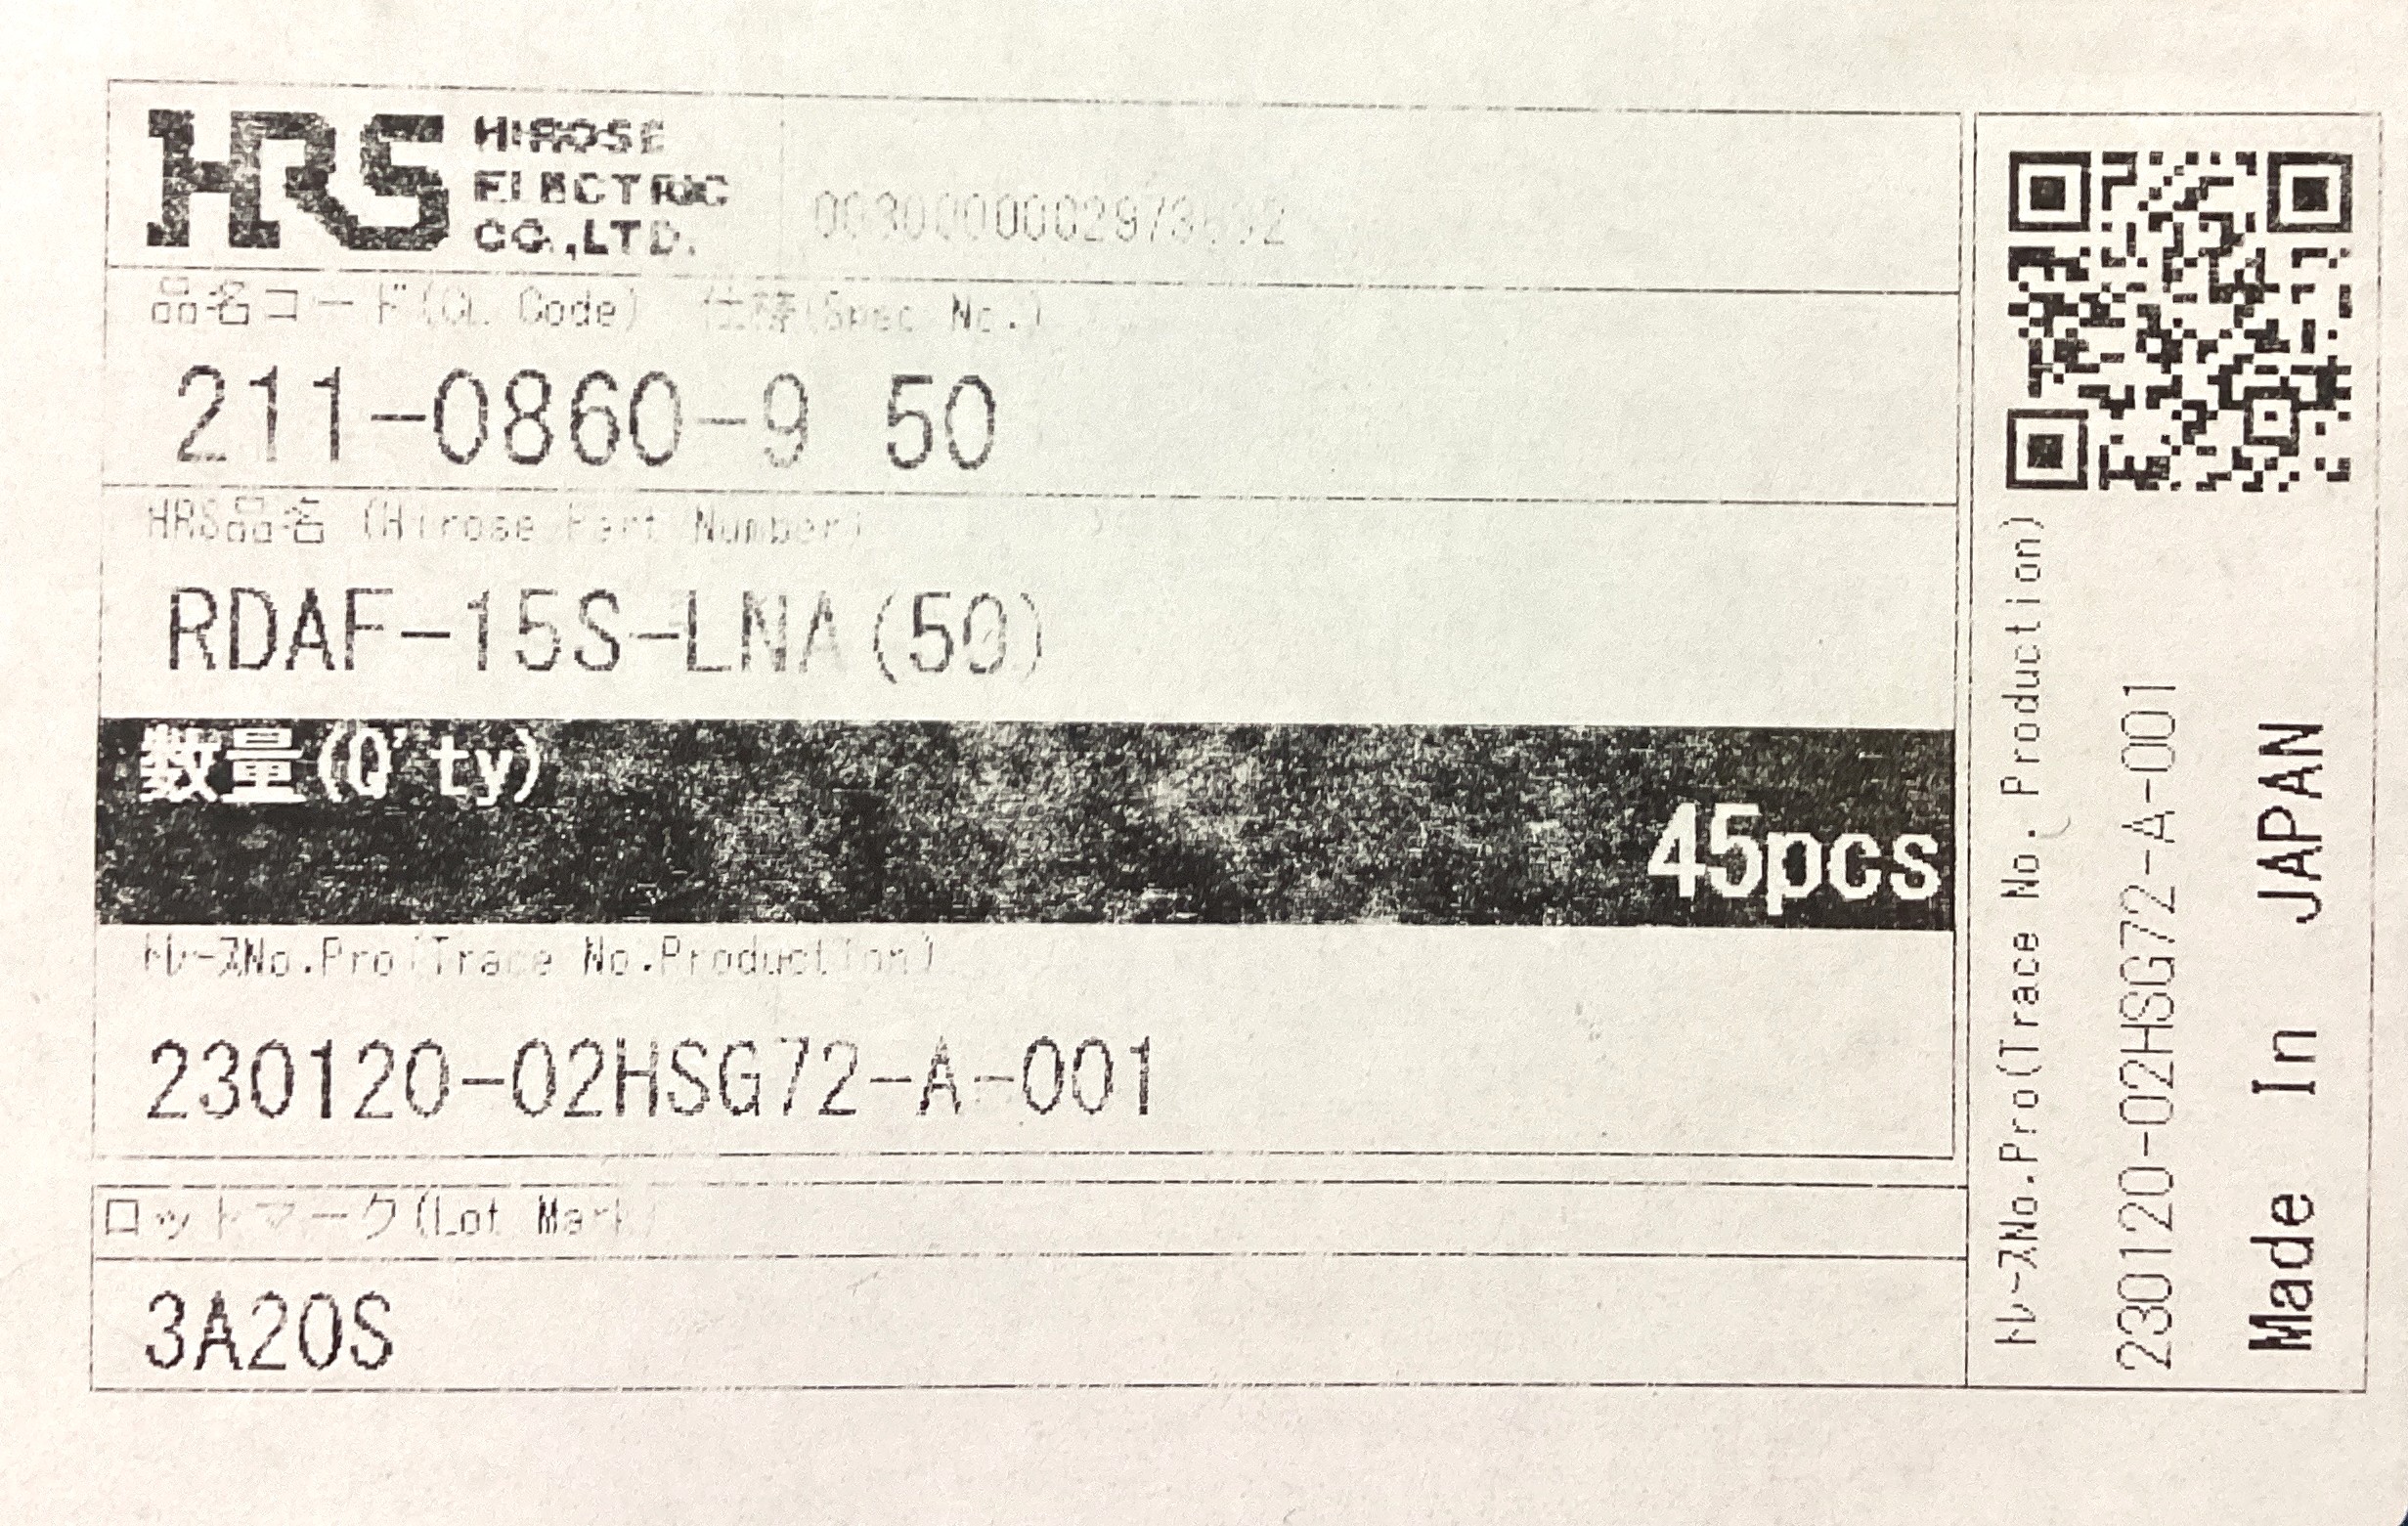 HRS HIROSE
ELECTRIC
CO.,LTD.
品名コード(CL Code) 仕様(Spec No.)
211-0860-9 50
HRS品名 (Hirose Part Number)
RDAF-15S-LNA(50)
数量(Q'ty)
45pcs
トレースNo.Pro(Trace No.Production)
230120-02HSG72-A-001
ロットマーク(Lot Mark)
3A20S
トレースNo.Pro(Trace No. Production)
230120-02HSG72-A-001
Made In JAPAN